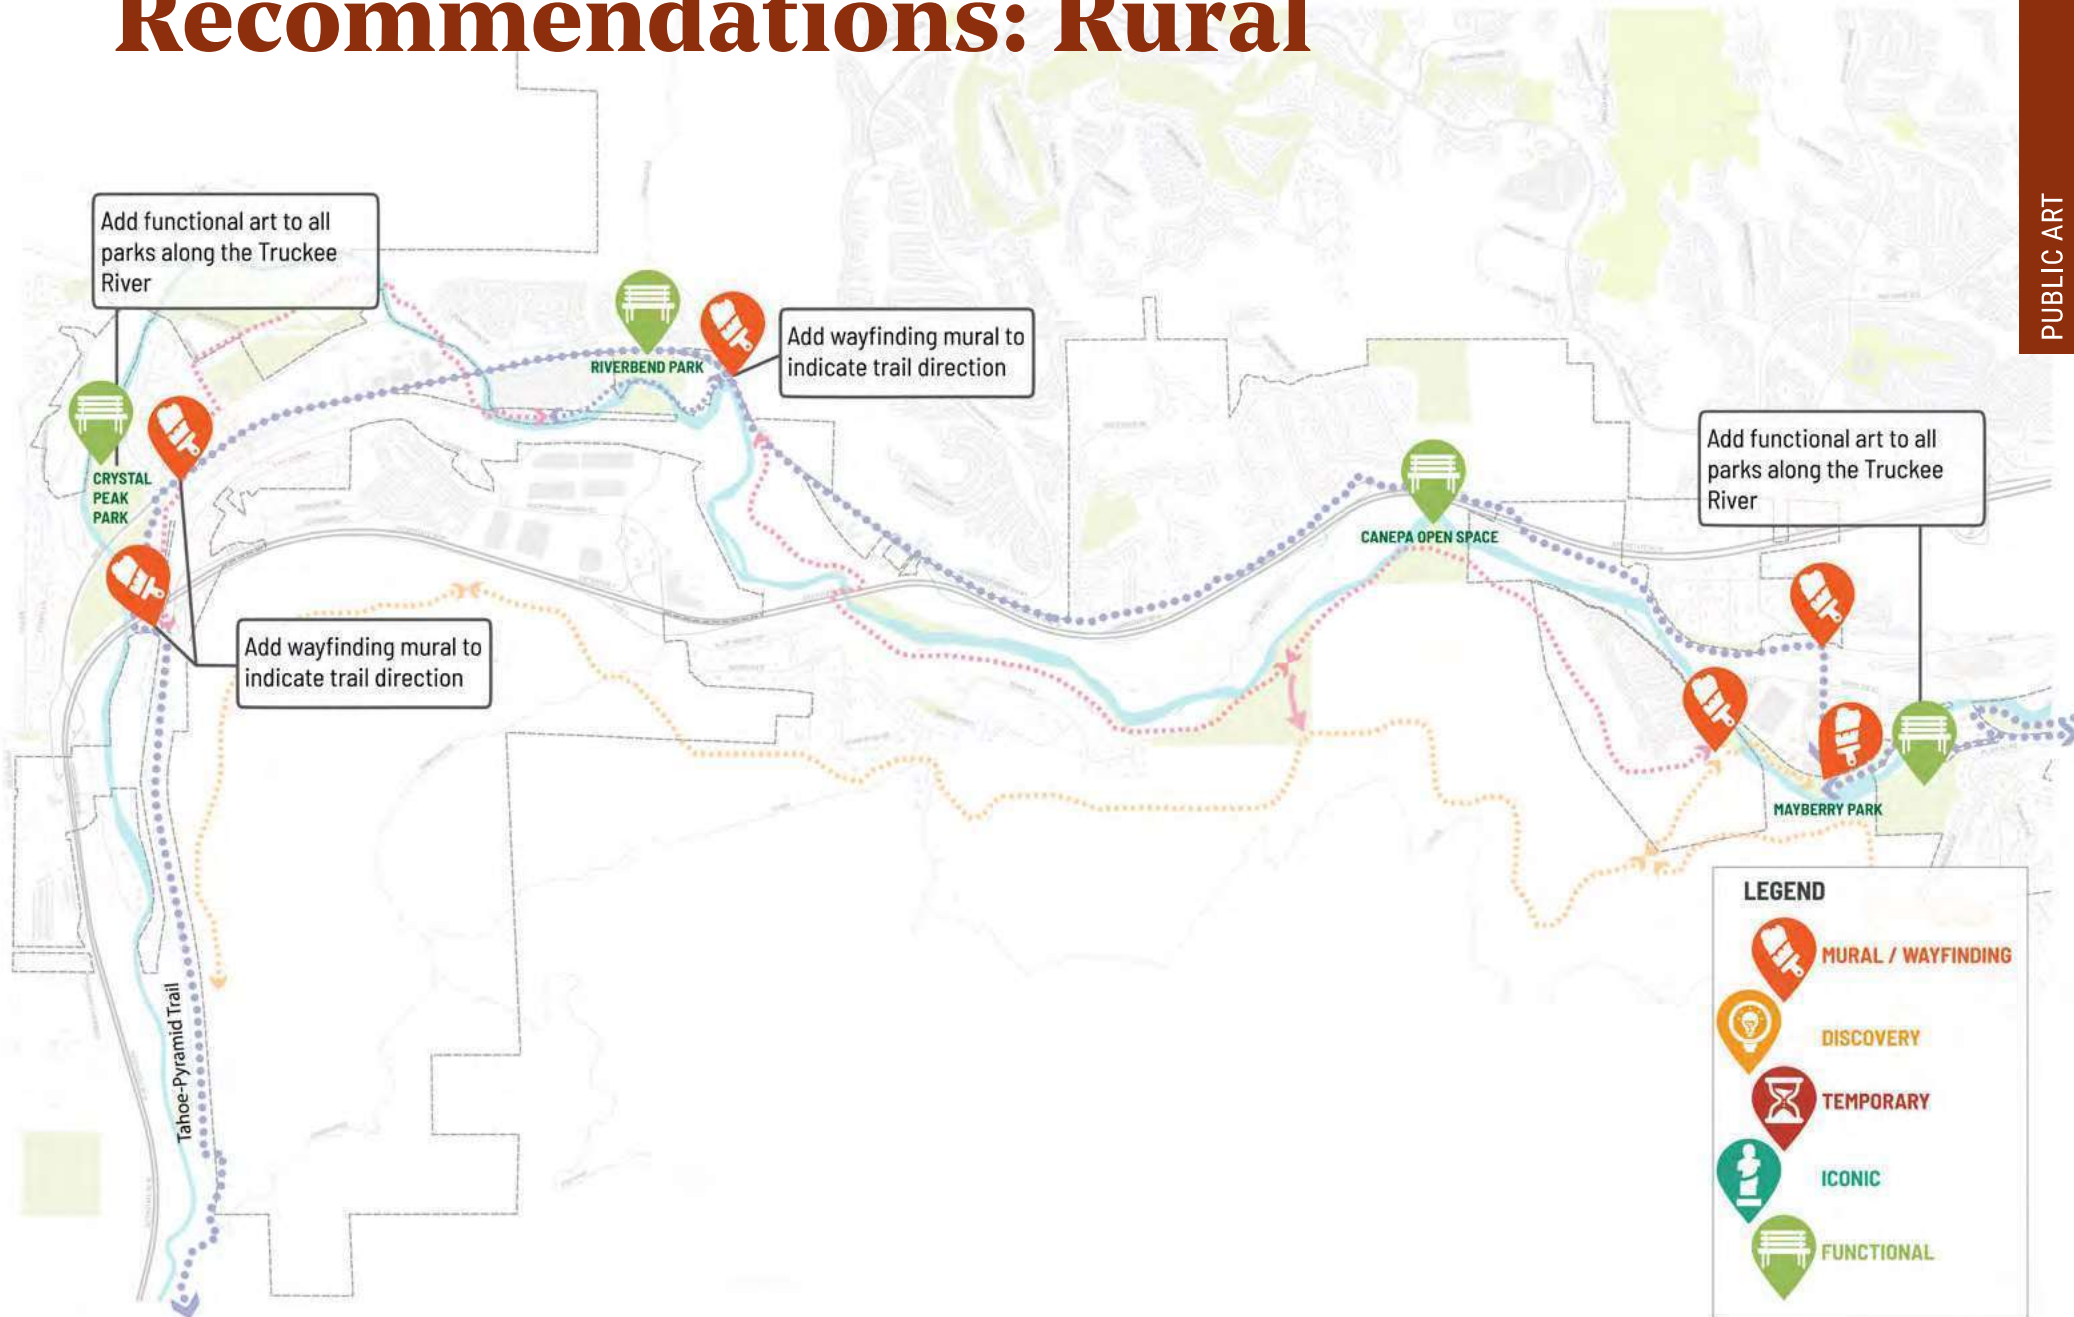 Recommendations: Rural
PUBLIC ART
Add functional art to all
parks along the Truckee
River
RIVERBEND PARK
Add wayfinding mural to
indicate trail direction
CRYSTAL
PEAK
PARK
Add functional art to all
parks along the Truckee
River
CANEPA OPEN SPACE
Add wayfinding mural to
indicate trail direction
MAYBERRY PARK
Tahoe-Pyramid Trail
LEGEND
MURAL / WAYFINDING
DISCOVERY
TEMPORARY
ICONIC
FUNCTIONAL